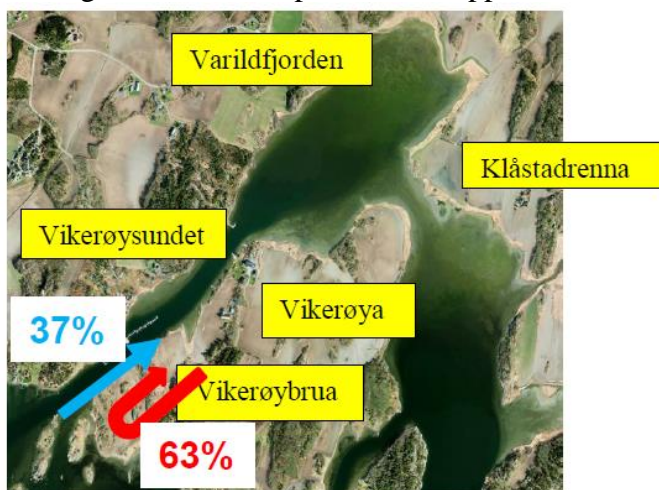 Varildfjorden
Klåstadrenna
Vikerøysundet
Vikerøya
37%
Vikerøybrua
63%